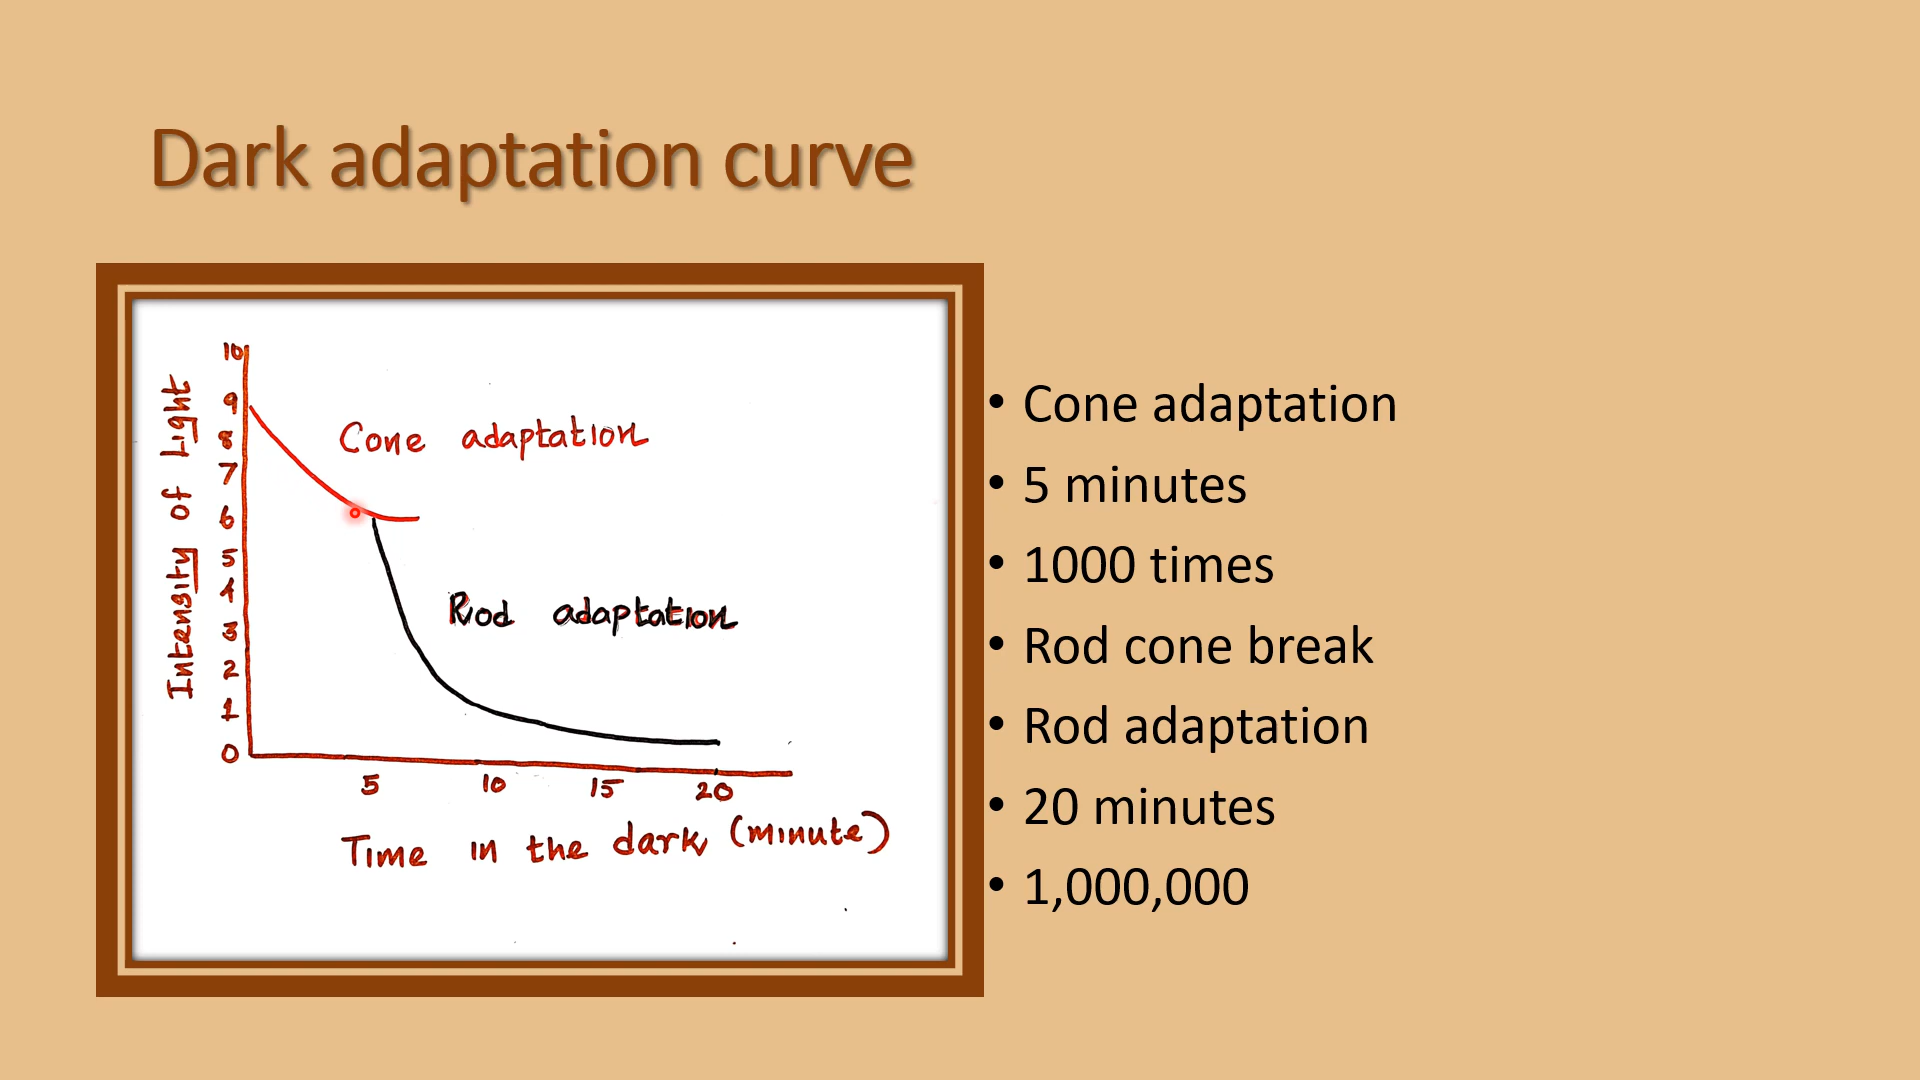 Dark adaptation curve
Intensity of Light
10
9
8
7
6
5
4
3
2
1
0
Cone adaptation
Rod adaptation
5 10 15 20
Time in the dark (minute)
• Cone adaptation
• 5 minutes
• 1000 times
• Rod cone break
• Rod adaptation
• 20 minutes
• 1,000,000